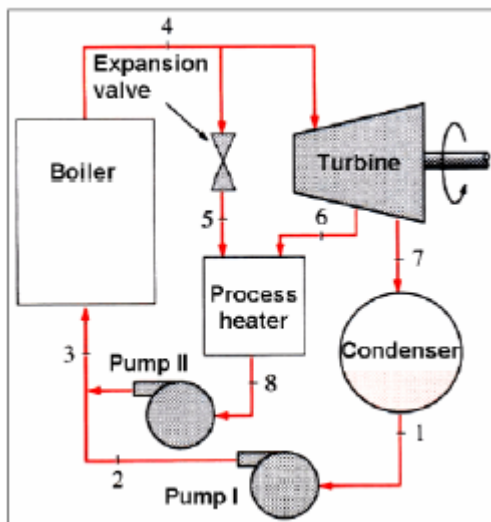 4
Expansion
valve
Boiler
Turbine
5
6
7
Process
heater
Condenser
3
Pump II
8
1
2
Pump I